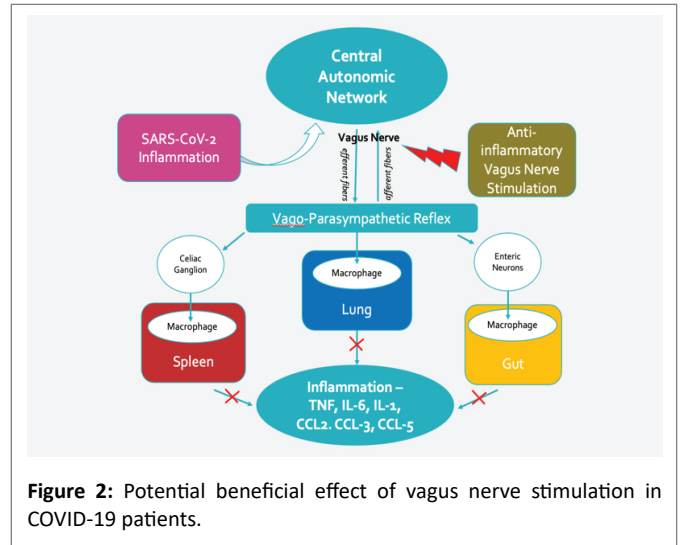 Central
Autonomic
Network
SARS-CoV-2
Inflammation
Vagus Nerve
efferent fibers
afferent fibers
Anti-
inflammatory
Vagus Nerve
Stimulation
Vago-Parasympathetic Reflex
Celiac
Ganglion
Macrophage
Enteric
Neurons
Macrophage
Lung
Macrophage
Spleen
Gut
Inflammation –
TNF, IL-6, IL-1,
CCL2. CCL-3, CCL-5
Figure 2: Potential beneficial effect of vagus nerve stimulation in
COVID-19 patients.